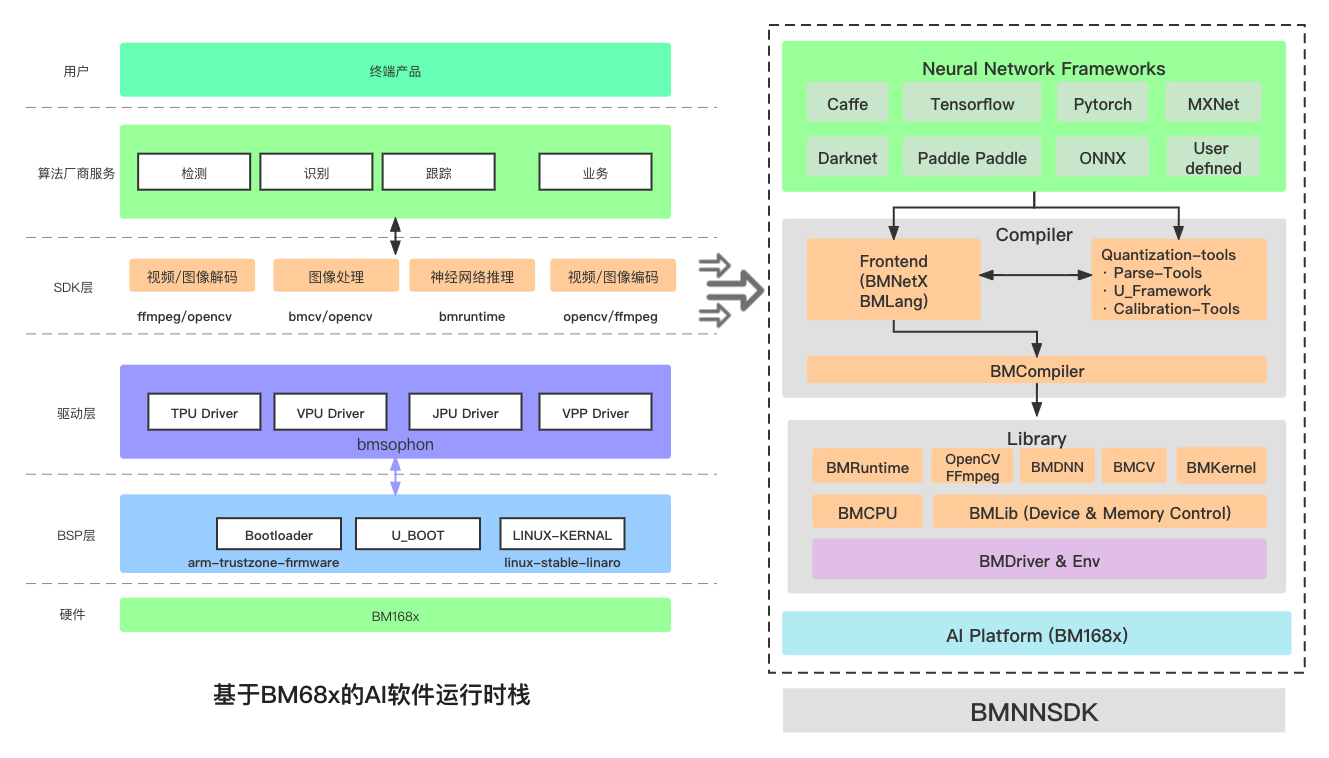 用户
终端产品
算法厂商服务
检测
识别
跟踪
业务
SDK层
视频/图像解码
图像处理
神经网络推理
视频/图像编码
ffmpeg/opencv
bmcv/opencv
bmruntime
opencv/ffmpeg
驱动层
TPU Driver
VPU Driver
JPU Driver
VPP Driver
bmsophon
BSP层
Bootloader
U_BOOT
LINUX-KERNAL
arm-trustzone-firmware
linux-stable-linaro
硬件
BM168x
基于BM68x的AI软件运行时栈
Neural Network Frameworks
Caffe
Tensorflow
Pytorch
MXNet
Darknet
Paddle Paddle
ONNX
User
defined
Compiler
Frontend
(BMNetX
BMLang)
Quantization-tools
· Parse-Tools
· U_Framework
· Calibration-Tools
BMCompiler
Library
BMRuntime
OpenCV
FFmpeg
BMDNN
BMCV
BMKernel
BMCPU
BMLib (Device & Memory Control)
BMDriver & Env
AI Platform (BM168x)
BMNNSDK